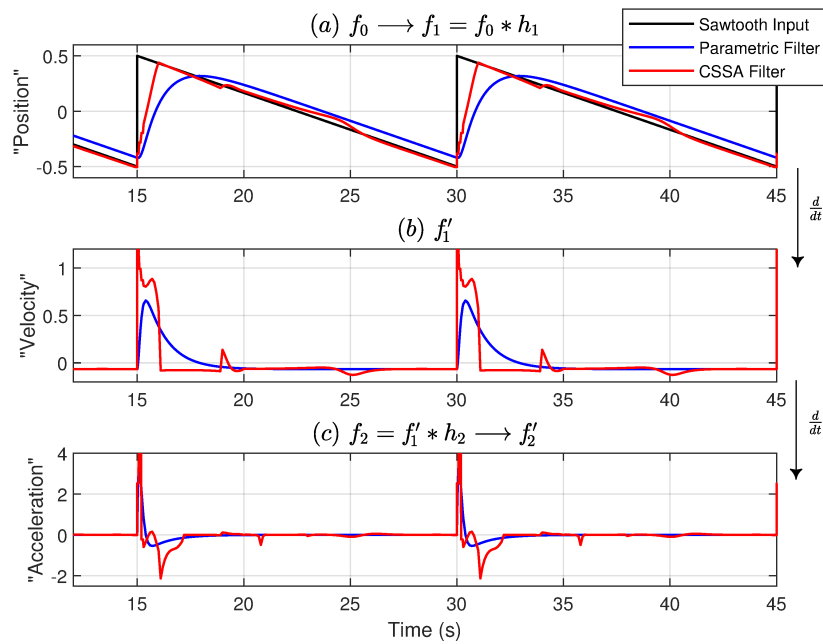 (a) f₀ ⟶ f₁ = f₀ * h₁
Sawtooth Input
Parametric Filter
CSSA Filter
"Position"
0.5
0
-0.5
15 20 25 30 35 40 45
d/dt
(b) f₁′
"Velocity"
1
0.5
0
15 20 25 30 35 40 45
d/dt
(c) f₂ = f₁′ * h₂ ⟶ f₂′
"Acceleration"
4
2
0
-2
15 20 25 30 35 40 45
Time (s)